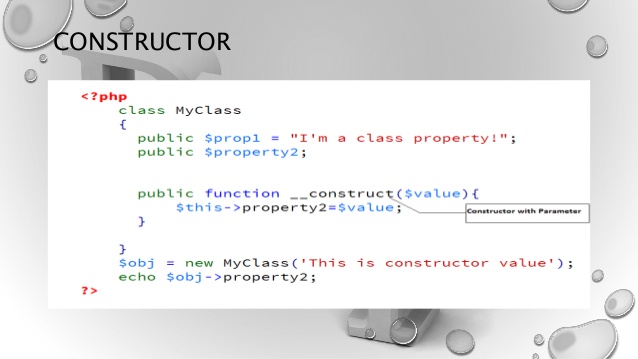 CONSTRUCTOR
<?php
class MyClass
{
public $prop1 = "I'm a class property!";
public $property2;
public function __construct($value){
$this->property2=$value;
Constructor with Parameter
}
}
$obj = new MyClass('This is constructor value');
echo $obj->property2;
?>